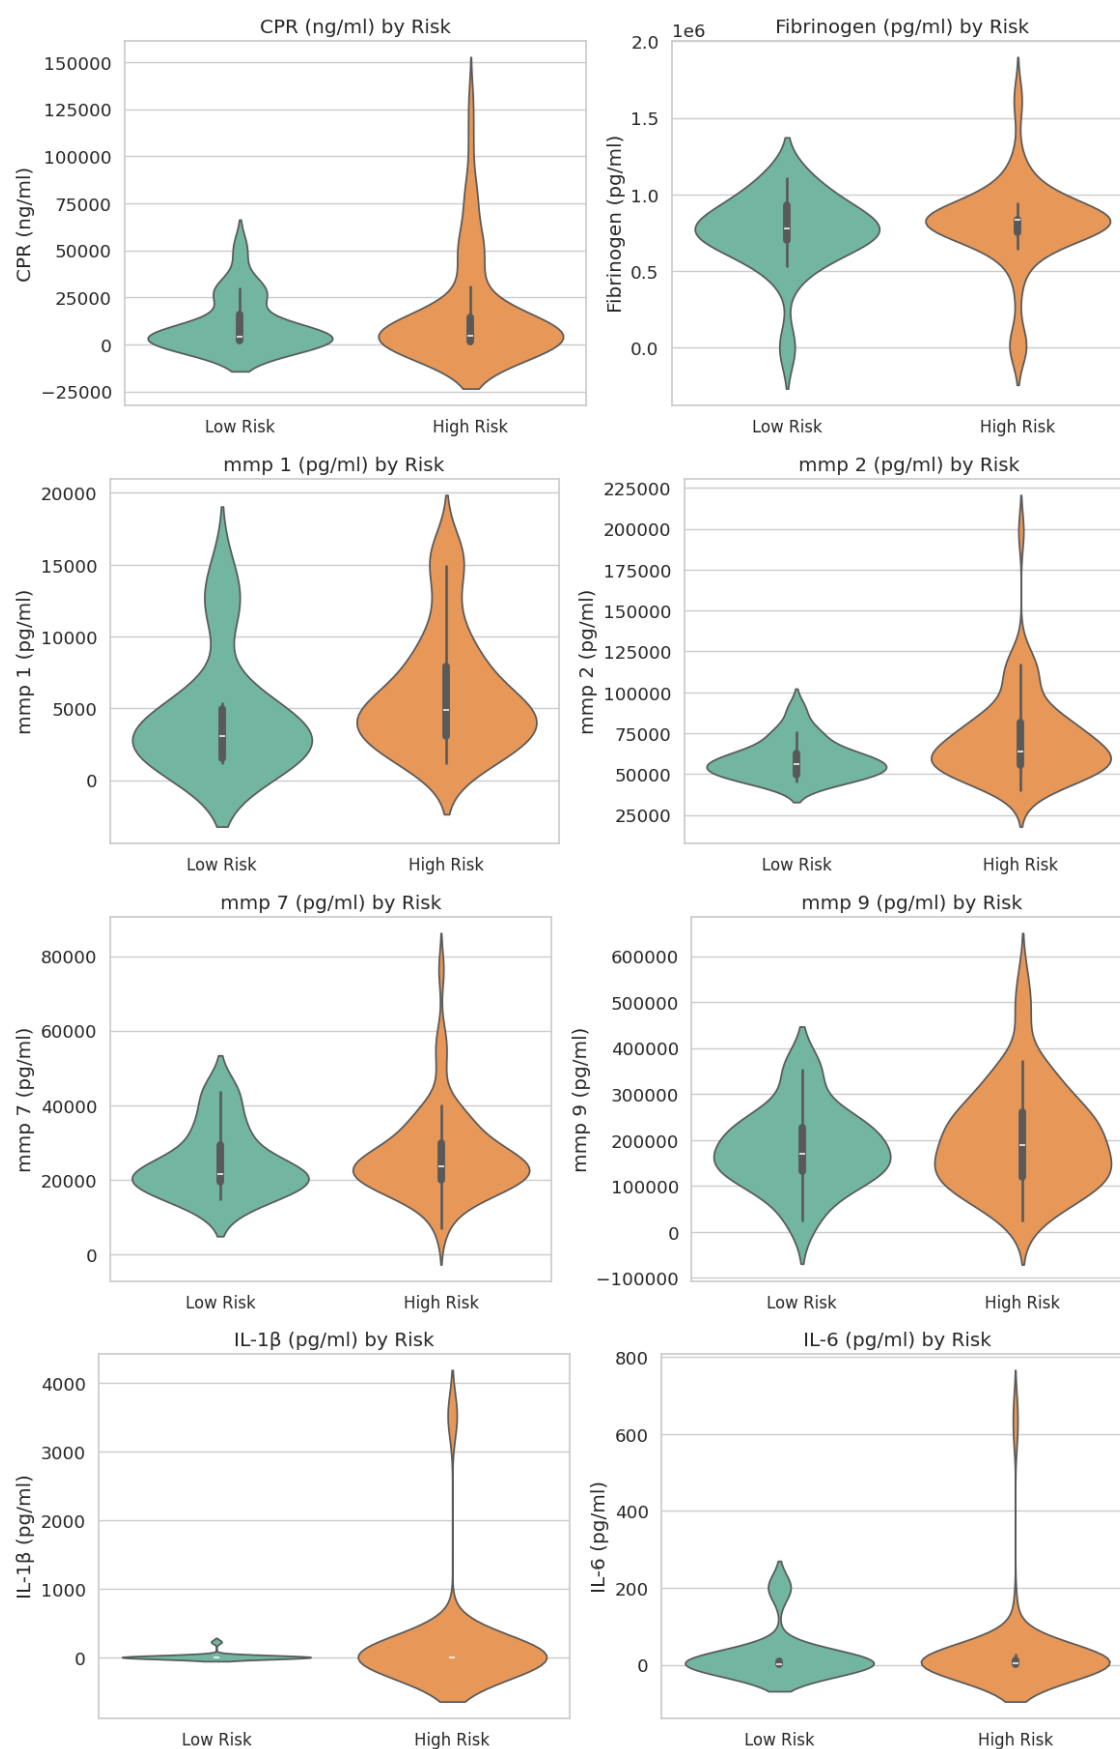 CPR (ng/ml) by Risk
CPR (ng/ml)
150000
125000
100000
75000
50000
25000
0
−25000
Low Risk
High Risk
Fibrinogen (pg/ml) by Risk
1e6
Fibrinogen (pg/ml)
2.0
1.5
1.0
0.5
0.0
Low Risk
High Risk
mmp 1 (pg/ml) by Risk
mmp 1 (pg/ml)
20000
15000
10000
5000
0
Low Risk
High Risk
mmp 2 (pg/ml) by Risk
mmp 2 (pg/ml)
225000
200000
175000
150000
125000
100000
75000
50000
25000
Low Risk
High Risk
mmp 7 (pg/ml) by Risk
mmp 7 (pg/ml)
80000
60000
40000
20000
0
Low Risk
High Risk
mmp 9 (pg/ml) by Risk
mmp 9 (pg/ml)
600000
500000
400000
300000
200000
100000
0
−100000
Low Risk
High Risk
IL-1β (pg/ml) by Risk
IL-1β (pg/ml)
4000
3000
2000
1000
0
Low Risk
High Risk
IL-6 (pg/ml) by Risk
IL-6 (pg/ml)
800
600
400
200
0
Low Risk
High Risk